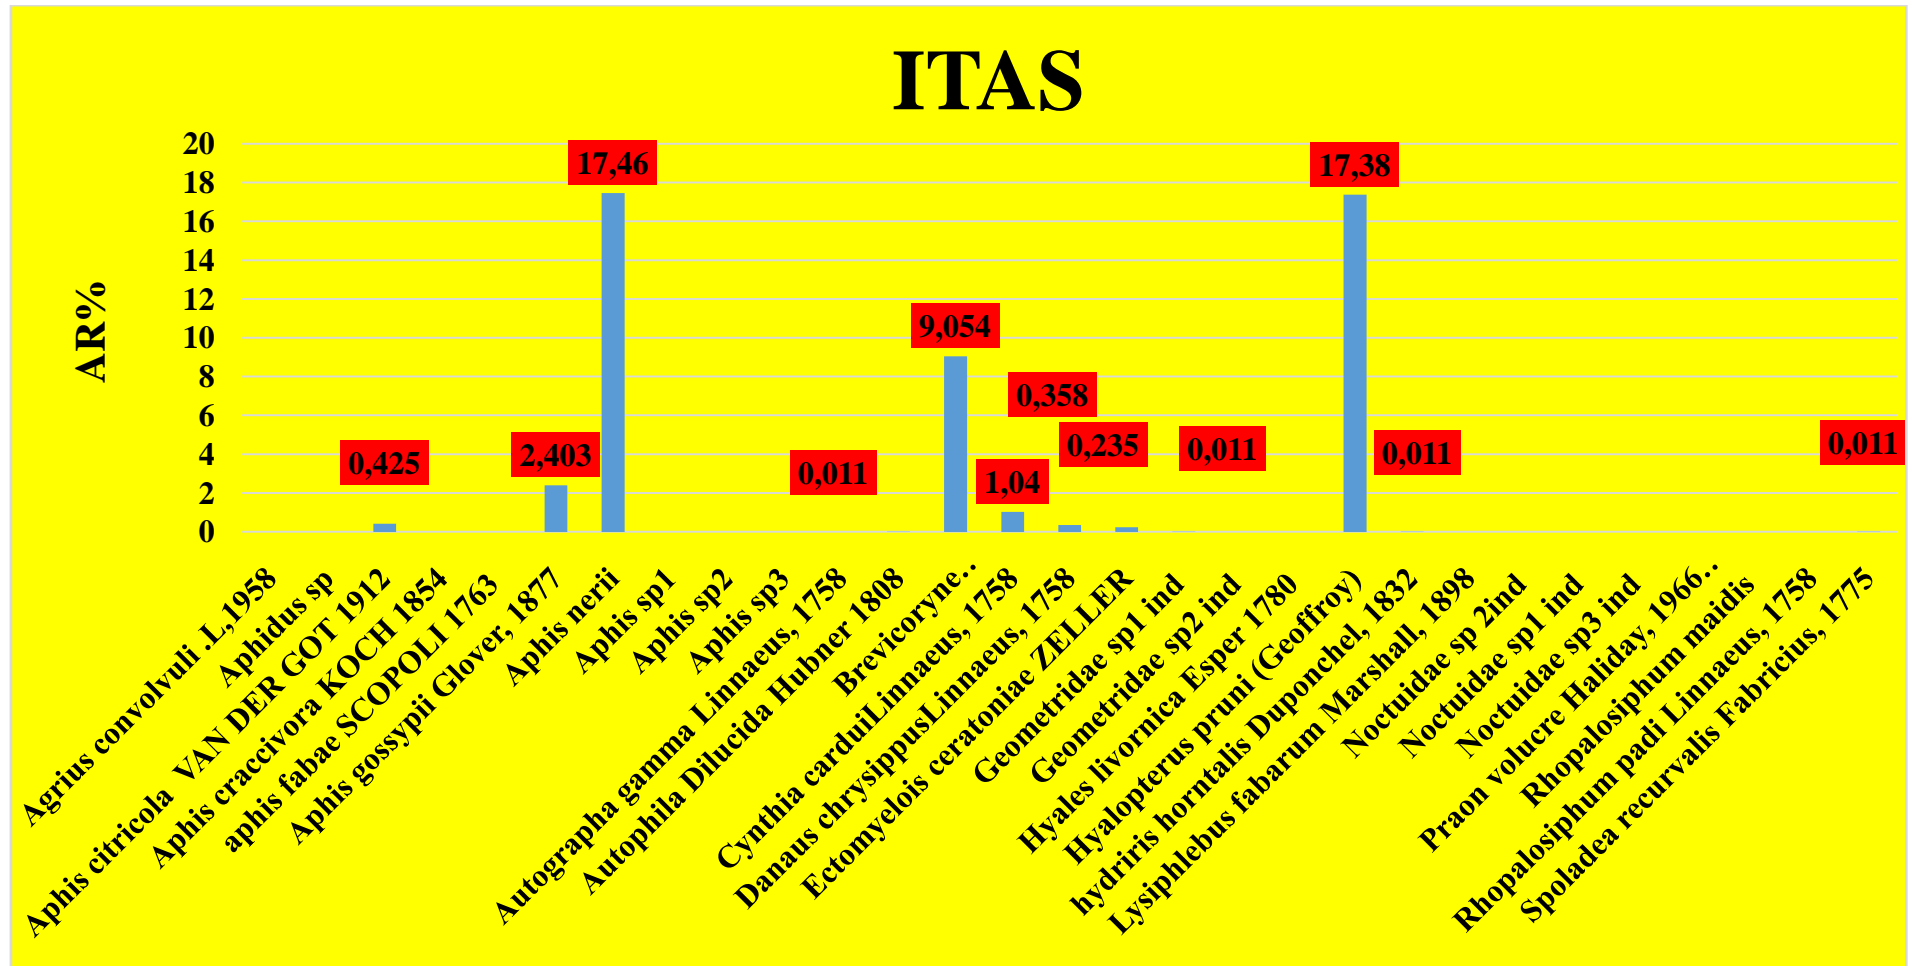 ITAS
AR%
20
18
16
14
12
10
8
6
4
2
0
0,425
2,403
17,46
0,011
9,054
1,04
0,358
0,235
0,011
17,38
0,011
0,011
Agrius convolvuli .L,1958
Aphidus sp
Aphis citricola VAN DER GOT 1912
Aphis craccivora KOCH 1854
aphis fabae SCOPOLI 1763
Aphis gossypii Glover, 1877
Aphis nerii
Aphis sp1
Aphis sp2
Aphis sp3
Autographa gamma Linnaeus, 1758
Autophila Dilucida Hubner 1808
Brevicoryne..
Cynthia carduiLinnaeus, 1758
Danaus chrysippusLinnaeus, 1758
Ectomyelois ceratoniae ZELLER
Geometridae sp1 ind
Geometridae sp2 ind
Hyales livornica Esper 1780
Hyalopterus pruni (Geoffroy)
hydriris horntalis Duponchel, 1832
Lysiphlebus fabarum Marshall, 1898
Noctuidae sp 2ind
Noctuidae sp1 ind
Noctuidae sp3 ind
Praon volucre Haliday, 1966..
Rhopalosiphum maidis
Rhopalosiphum padi Linnaeus, 1758
Spoladea recurvalis Fabricius, 1775